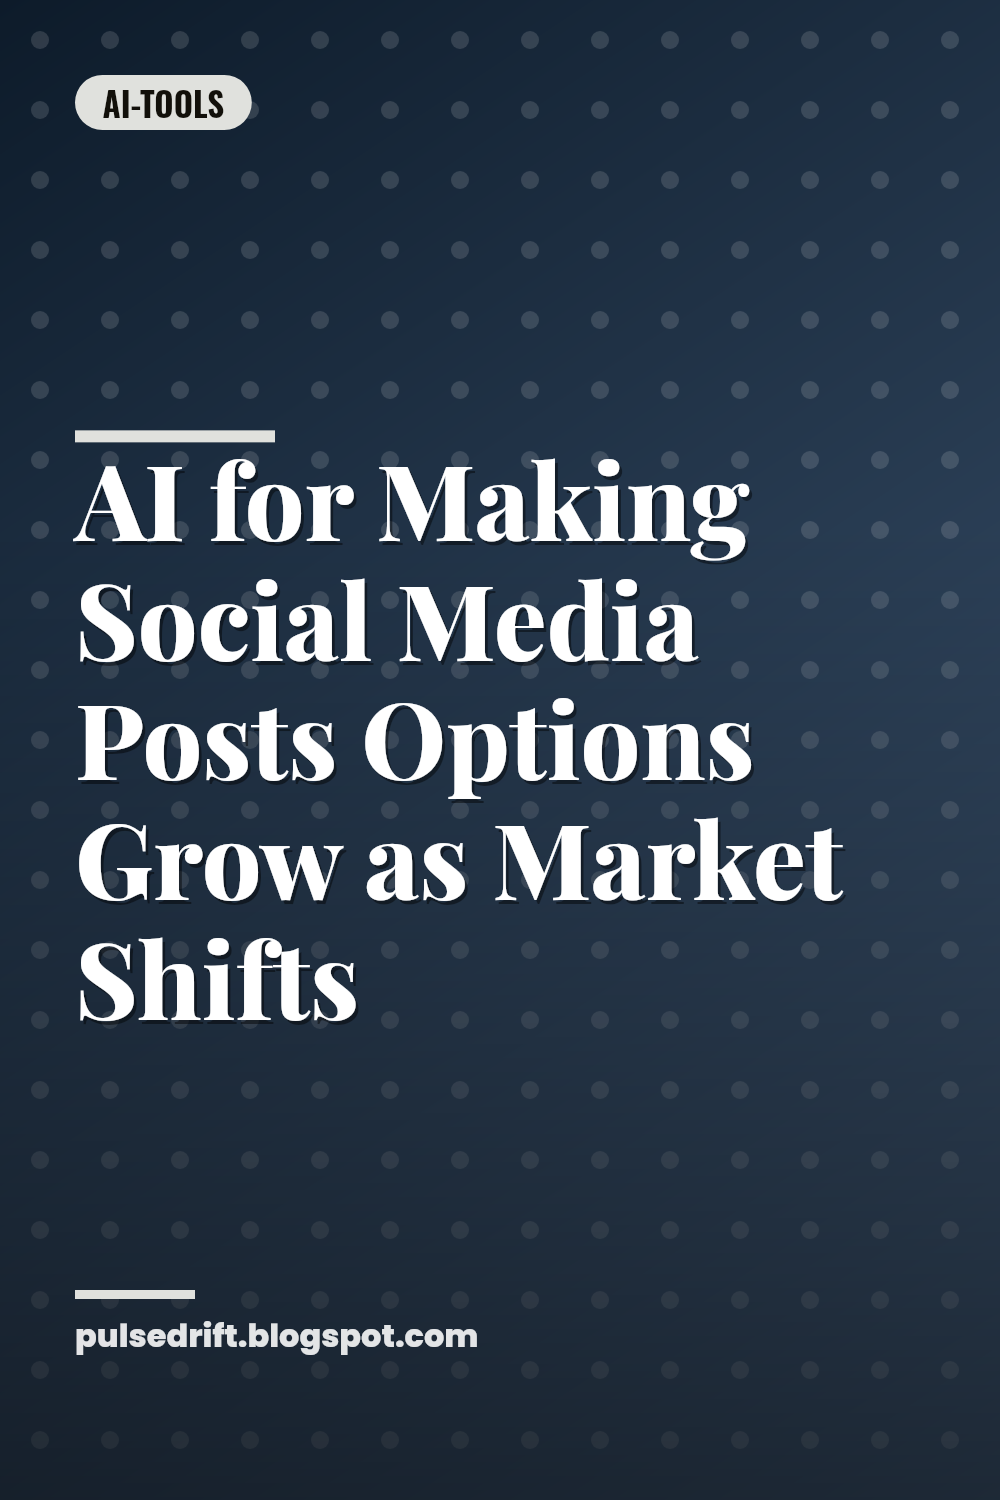 AI-TOOLS
AI for Making
Social Media
Posts Options
Grow as Market
Shifts
pulsedrift.blogspot.com